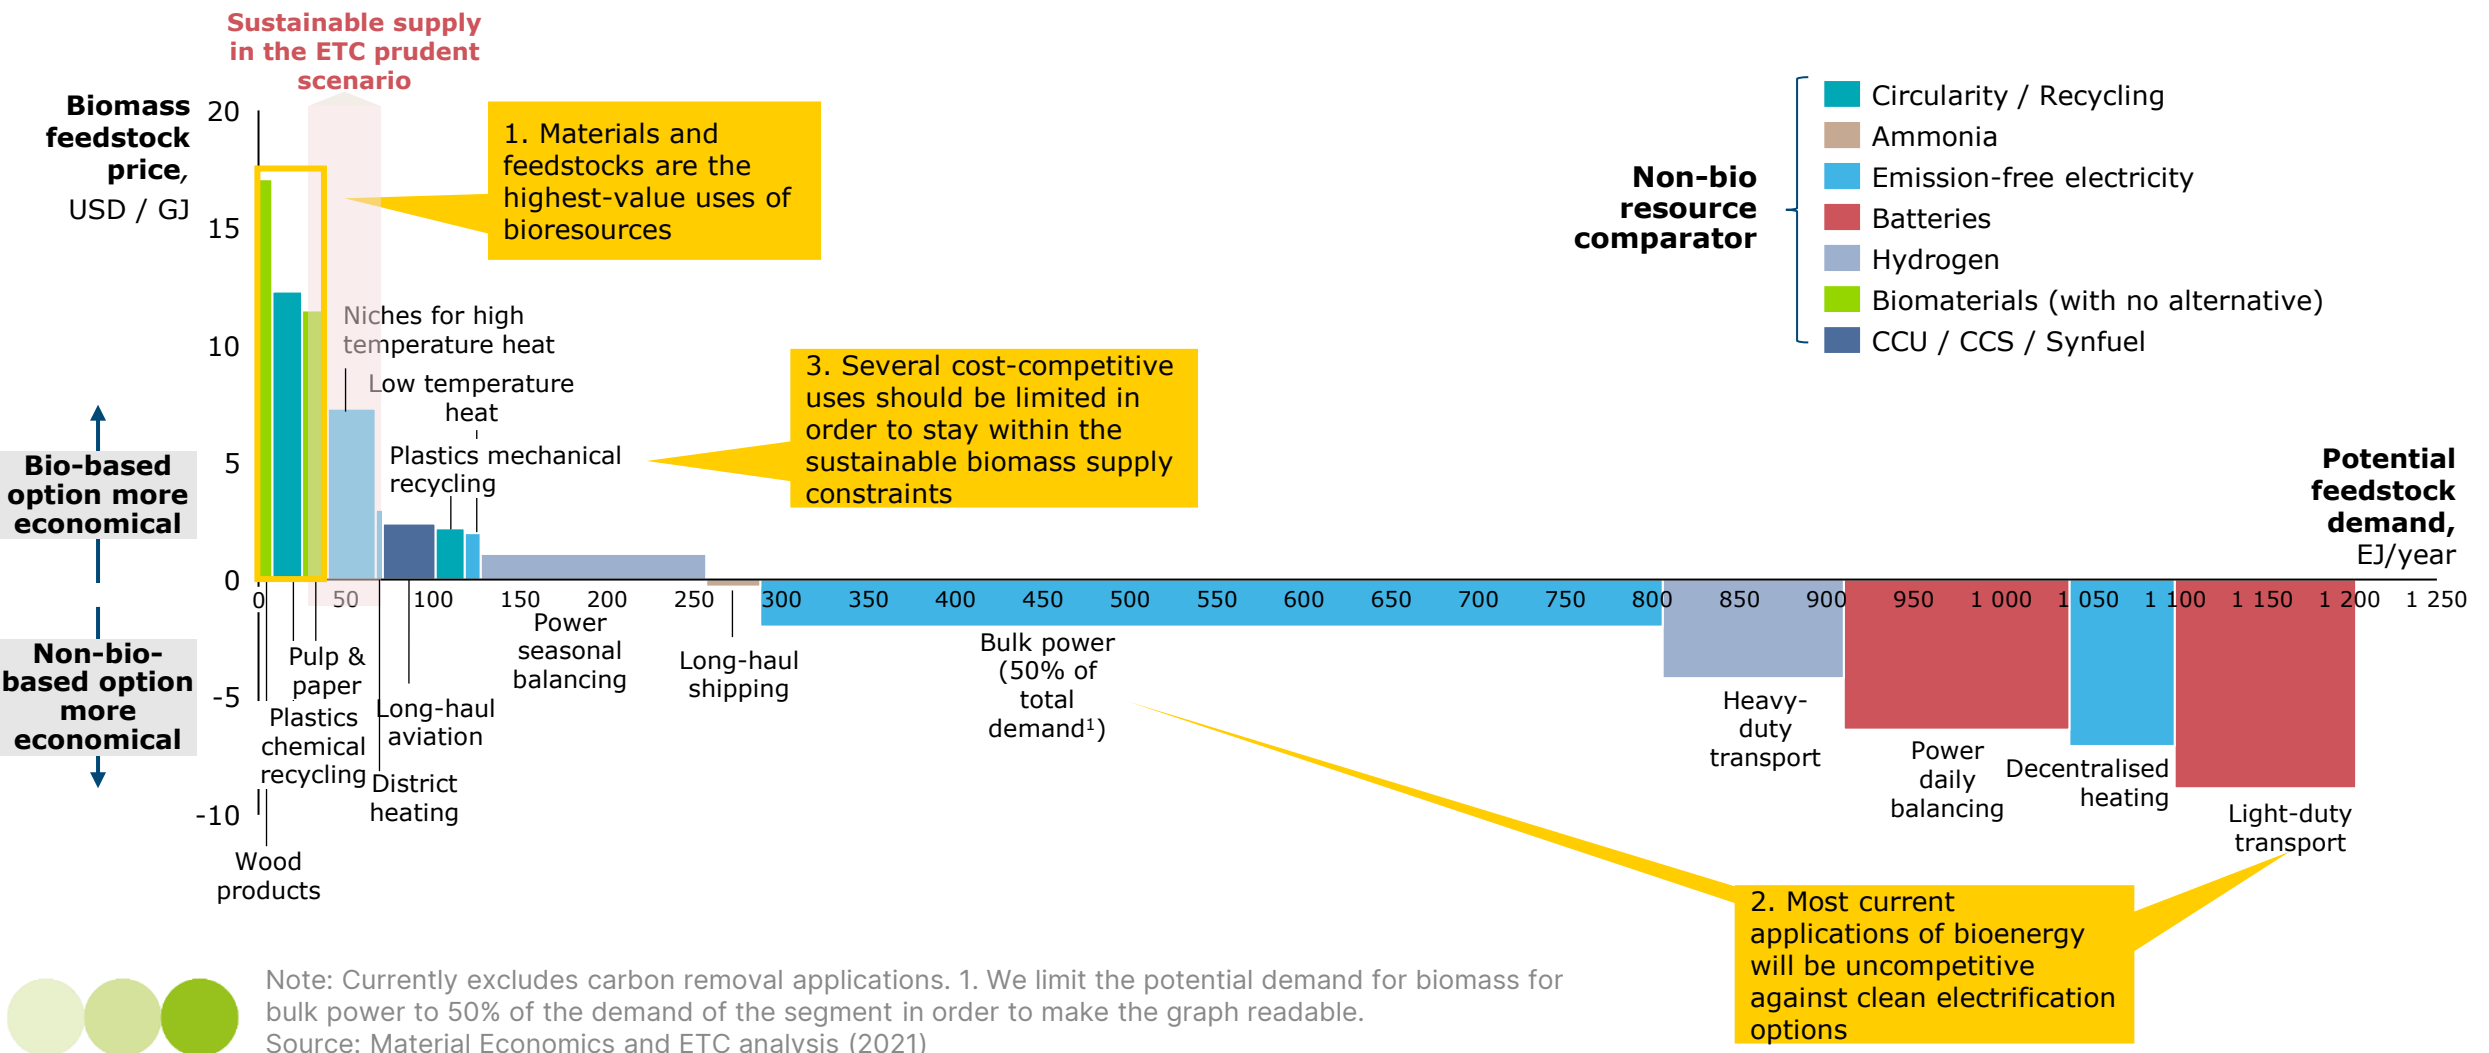 Sustainable supply
in the ETC prudent
scenario
Biomass
feedstock
price,
USD / GJ
20
15
10
5
0
-5
-10
1. Materials and
feedstocks are the
highest-value uses of
bioresources
Non-bio
resource
comparator
Circularity / Recycling
Ammonia
Emission-free electricity
Batteries
Hydrogen
Biomaterials (with no alternative)
CCU / CCS / Synfuel
Niches for high
temperature heat
Low temperature
heat
Plastics mechanical
recycling
3. Several cost-competitive
uses should be limited in
order to stay within the
sustainable biomass supply
constraints
Bio-based
option more
economical
Non-bio-
based option
more
economical
Potential
feedstock
demand,
EJ/year
0 50 100 150 200 250 300 350 400 450 500 550 600 650 700 750 800 850 900 950 1 000 1 050 1 100 1 150 1 200 1 250
Pulp &
paper
Plastics
chemical
recycling
Wood
products
Long-haul
aviation
District
heating
Power
seasonal
balancing
Long-haul
shipping
Bulk power
(50% of
total
demand¹)
Heavy-
duty
transport
Power
daily
balancing
Decentralised
heating
Light-duty
transport
2. Most current
applications of bioenergy
will be uncompetitive
against clean electrification
options
Note: Currently excludes carbon removal applications. 1. We limit the potential demand for biomass for
bulk power to 50% of the demand of the segment in order to make the graph readable.
Source: Material Economics and ETC analysis (2021)